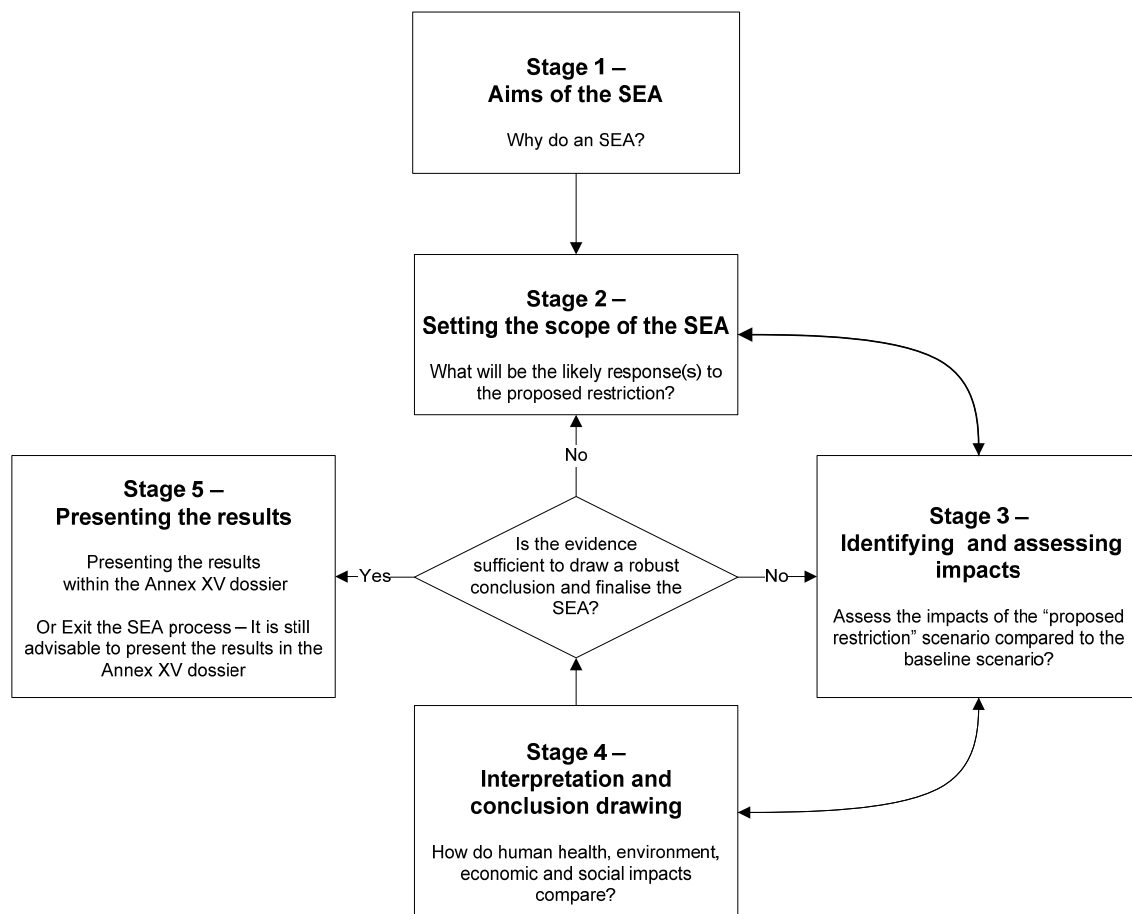 Stage 1 –
Aims of the SEA
Why do an SEA?
Stage 2 –
Setting the scope of the SEA
What will be the likely response(s) to
the proposed restriction?
No
Stage 5 –
Presenting the results
Presenting the results
within the Annex XV dossier
Or Exit the SEA process – It is still
advisable to present the results in the
Annex XV dossier
Yes
Is the evidence
sufficient to draw a robust
conclusion and finalise the
SEA?
No
Stage 3 –
Identifying and assessing
impacts
Assess the impacts of the “proposed
restriction” scenario compared to the
baseline scenario?
Stage 4 –
Interpretation and
conclusion drawing
How do human health, environment,
economic and social impacts
compare?